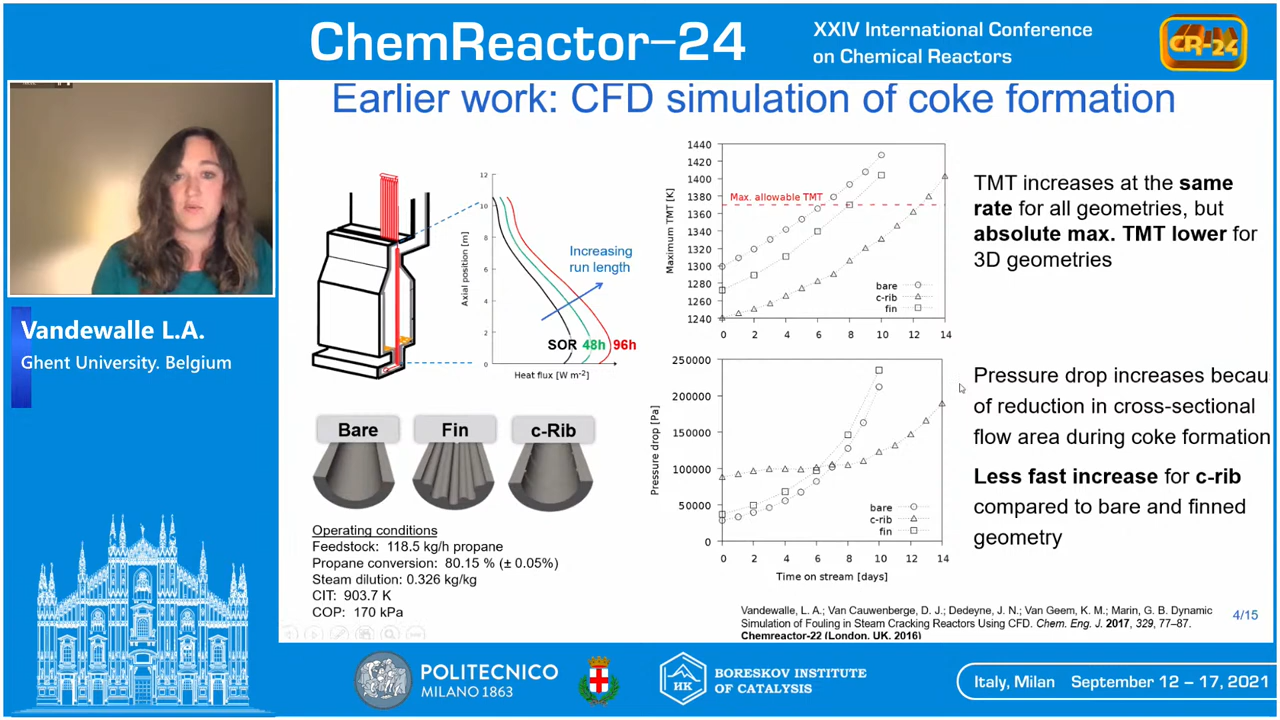 ChemReactor-24
XXIV International Conference
on Chemical Reactors
CR-24
Earlier work: CFD simulation of coke formation
Vandewalle L.A.
Ghent University. Belgium
12
10
8
6
4
2
0
Axial position [m]
Increasing
run length
SOR 48h 96h
Heat flux [W m-2]
Bare
Fin
c-Rib
Operating conditions
Feedstock: 118.5 kg/h propane
Propane conversion: 80.15 % (± 0.05%)
Steam dilution: 0.326 kg/kg
CIT: 903.7 K
COP: 170 kPa
1440
1420
1400
1380
1360
1340
1320
1300
1280
1260
1240
Maximum TMT [K]
Max. allowable TMT
bare
c-rib
fin
0 2 4 6 8 10 12 14
250000
200000
150000
100000
50000
0
Pressure drop [Pa]
bare
c-rib
fin
0 2 4 6 8 10 12 14
Time on stream [days]
TMT increases at the same
rate for all geometries, but
absolute max. TMT lower for
3D geometries
Pressure drop increases becau
of reduction in cross-sectional
flow area during coke formation
Less fast increase for c-rib
compared to bare and finned
geometry
Vandewalle, L. A.; Van Cauwenberge, D. J.; Dedeyne, J. N.; Van Geem, K. M.; Marin, G. B. Dynamic
Simulation of Fouling in Steam Cracking Reactors Using CFD. Chem. Eng. J. 2017, 329, 77–87.
Chemreactor-22 (London, UK, 2016)
4/15
POLITECNICO
MILANO 1863
НК
BORESKOV INSTITUTE
OF CATALYSIS
Italy, Milan September 12 – 17, 2021